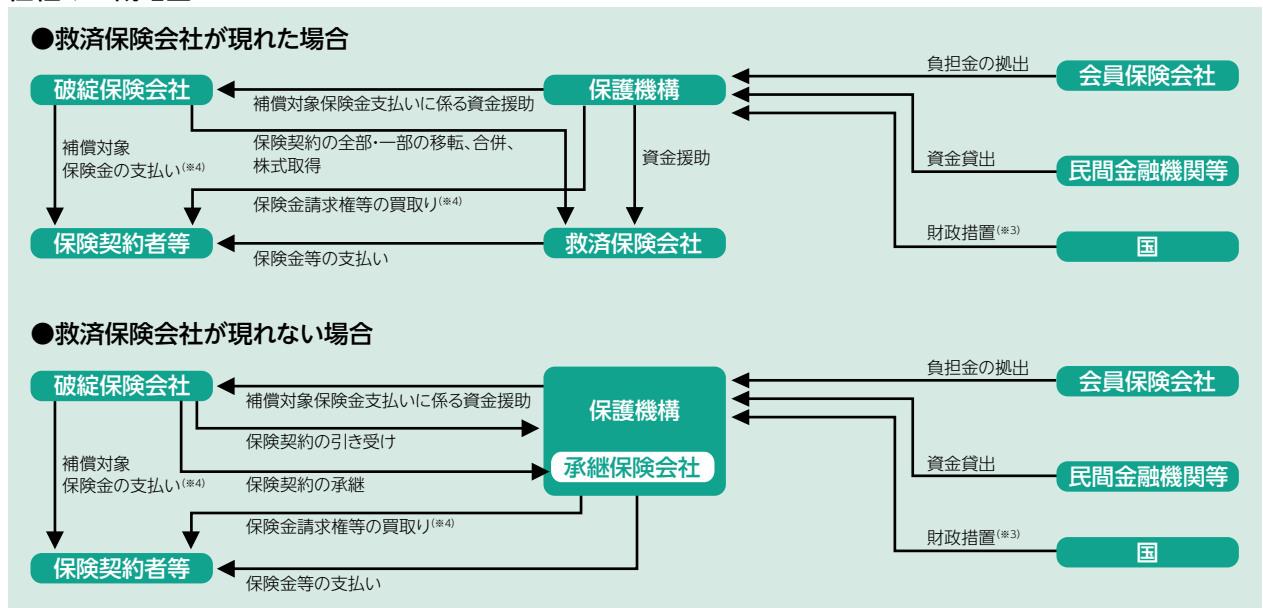 ●救済保険会社が現れた場合
破綻保険会社
保護機構
負担金の拠出
会員保険会社
補償対象保険金支払いに係る資金援助
補償対象
保険金の支払い(※4)
保険契約の全部・一部の移転、合併、
株式取得
資金援助
資金貸出
民間金融機関等
保険金請求権等の買取り(※4)
財政措置(※3)
保険契約者等
救済保険会社
国
保険金等の支払い
●救済保険会社が現れない場合
破綻保険会社
保護機構
負担金の拠出
会員保険会社
補償対象保険金支払いに係る資金援助
保険契約の引き受け
補償対象
保険金の支払い(※4)
承継保険会社
保険契約の承継
資金貸出
民間金融機関等
保険金請求権等の買取り(※4)
財政措置(※3)
保険契約者等
国
保険金等の支払い